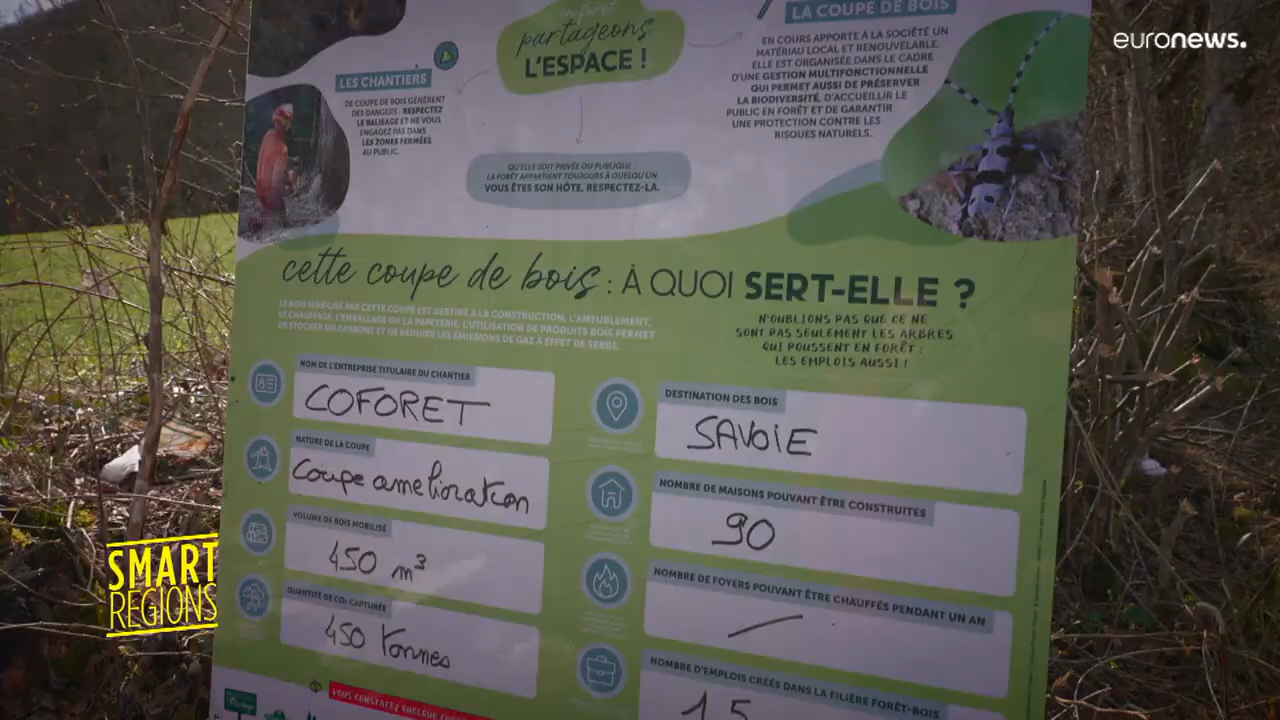 euronews.
enfant
partageons
L'ESPACE !
LES CHANTIERS
DE COUPE DE BOIS GÉNÈRENT
DES DANGERS : RESPECTEZ
LE BALISAGE ET NE VOUS
ENGAGEZ PAS DANS
LES ZONES FERMÉES
AU PUBLIC.
LA COUPE DE BOIS
EN COURS APPORTE À LA SOCIÉTÉ UN
MATÉRIAU LOCAL ET RENOUVELABLE.
ELLE EST ORGANISÉE DANS LE CADRE
D'UNE GESTION MULTIFONCTIONNELLE
QUI PERMET AUSSI DE PRÉSERVER
LA BIODIVERSITÉ, D'ACCUEILLIR LE
PUBLIC EN FORÊT ET DE GARANTIR
UNE PROTECTION CONTRE LES
RISQUES NATURELS.
QU'ELLE SOIT PRIVÉE OU PUBLIQUE :
LA FORÊT APPARTIENT TOUJOURS À QUELQU'UN
VOUS ÊTES SON HÔTE, RESPECTEZ-LA.
cette coupe de bois : À QUOI SERT-ELLE ?
LE BOIS MOBILISÉ PAR CETTE COUPE EST DESTINÉ À LA CONSTRUCTION, L'AMEUBLEMENT,
LE CHAUFFAGE, L'EMBALLAGE OU LA PAPETERIE. L'UTILISATION DE PRODUITS BOIS PERMET
DE STOCKER DU CARBONE ET DE RÉDUIRE LES ÉMISSIONS DE GAZ À EFFET DE SERRE.
N'OUBLIONS PAS QUE CE NE
SONT PAS SEULEMENT LES ARBRES
QUI POUSSENT EN FORÊT :
LES EMPLOIS AUSSI !
NOM DE L'ENTREPRISE TITULAIRE DU CHANTIER
COFORET
NATURE DE LA COUPE
Coupe amelioration
VOLUME DE BOIS MOBILISÉ
450 m³
QUANTITÉ DE CO₂ CAPTURÉE
450 Tonnes
DESTINATION DES BOIS
SAVOIE
NOMBRE DE MAISONS POUVANT ÊTRE CONSTRUITES
90
NOMBRE DE FOYERS POUVANT ÊTRE CHAUFFÉS PENDANT UN AN
NOMBRE D'EMPLOIS CRÉÉS DANS LA FILIÈRE FORÊT-BOIS
SMART
REGIONS
VOUS CONSTATEZ QUELQUE